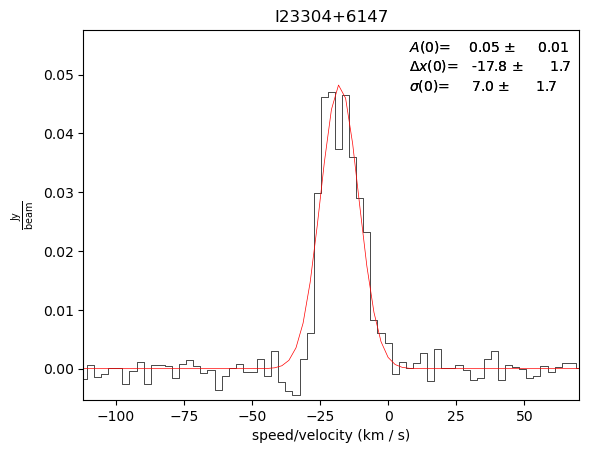 I23304+6147
A(0)= 0.05 ± 0.01
Δx(0)= -17.8 ± 1.7
σ(0)= 7.0 ± 1.7
0.05
0.04
0.03
0.02
0.01
0.00
Jy
beam
−100 −75 −50 −25 0 25 50
speed/velocity (km / s)